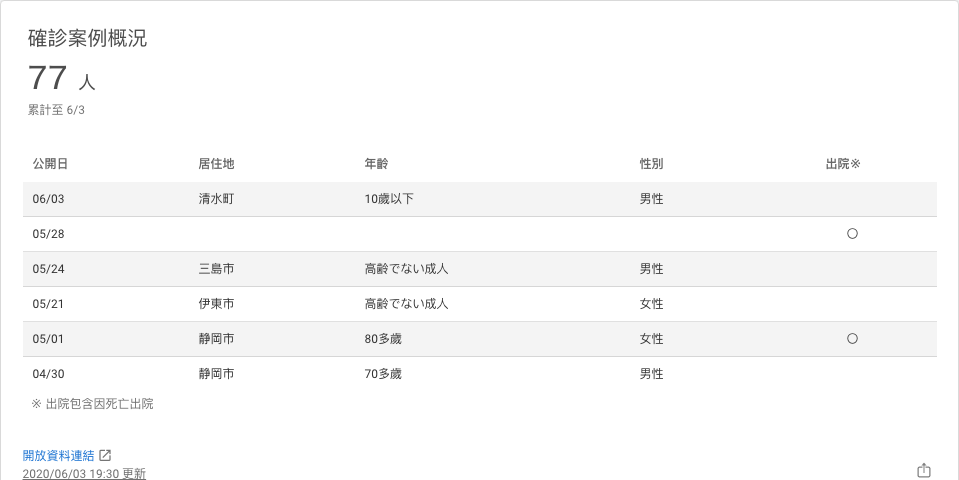 確診案例概況
77 人
累計至 6/3
公開日 居住地 年齡 性別 出院※
06/03 清水町 10歲以下 男性
05/28 〇
05/24 三島市 高齢でない成人 男性
05/21 伊東市 高齢でない成人 女性
05/01 静岡市 80多歲 女性 〇
04/30 静岡市 70多歲 男性
※ 出院包含因死亡出院
開放資料連結
2020/06/03 19:30 更新